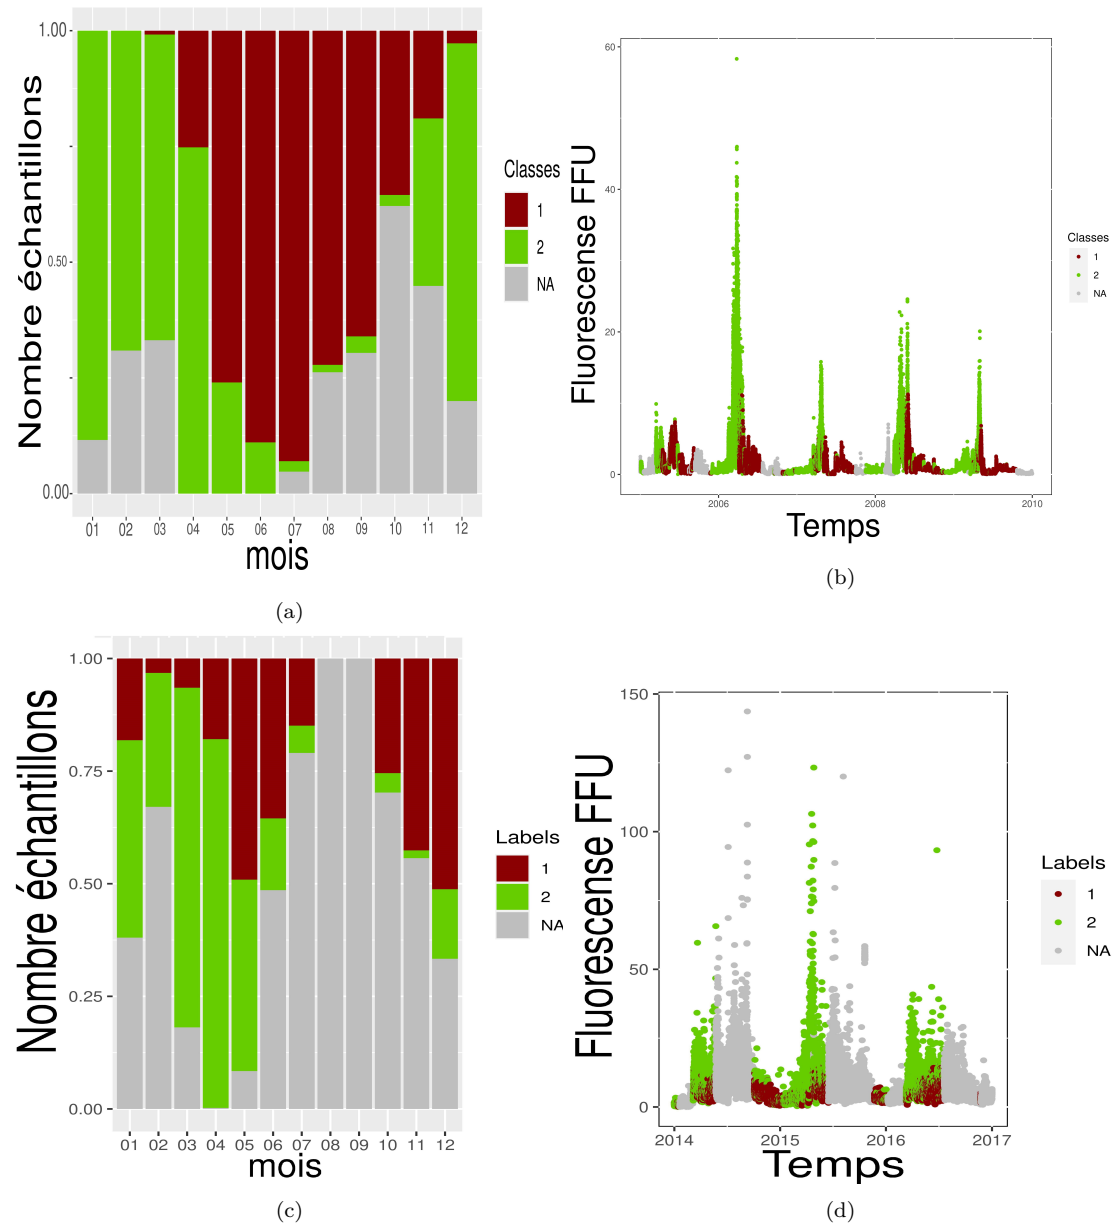 1.00
0.50
0.00
Nombre échantillons
01 02 03 04 05 06 07 08 09 10 11 12
mois
Classes
1
2
NA
(a)
60
40
20
0
Fluorescense FFU
2006 2008 2010
Temps
Classes
1
2
NA
(b)
1.00
0.75
0.50
0.25
0.00
Nombre échantillons
01 02 03 04 05 06 07 08 09 10 11 12
mois
Labels
1
2
NA
(c)
150
100
50
0
Fluorescense FFU
2014 2015 2016 2017
Temps
Labels
1
2
NA
(d)